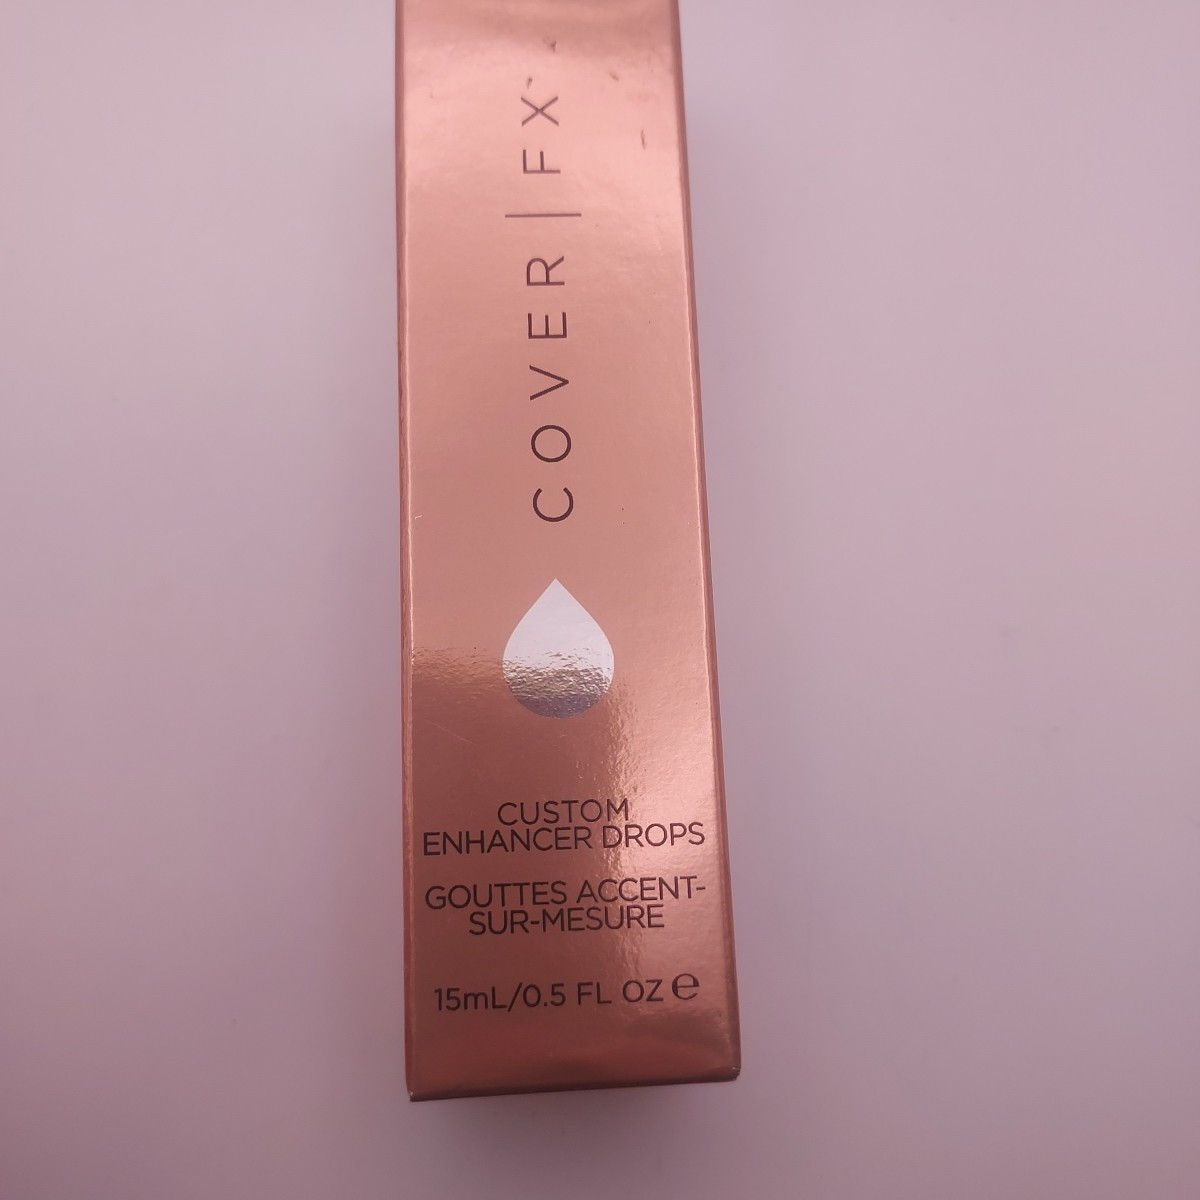 COVER | FX
CUSTOM
ENHANCER DROPS
GOUTTES ACCENT-
SUR-MESURE
15mL/0.5 FL OZ e